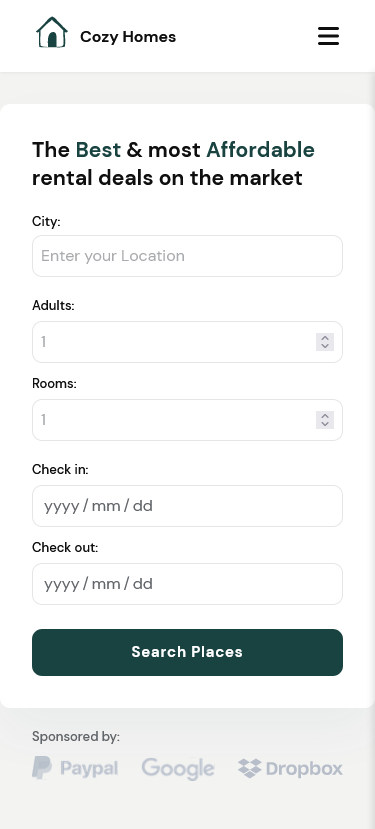 Cozy Homes
The Best & most Affordable
rental deals on the market
City:
Enter your Location
Adults:
1
Rooms:
1
Check in:
yyyy / mm / dd
Check out:
yyyy / mm / dd
Search Places
Sponsored by:
Paypal Google Dropbox